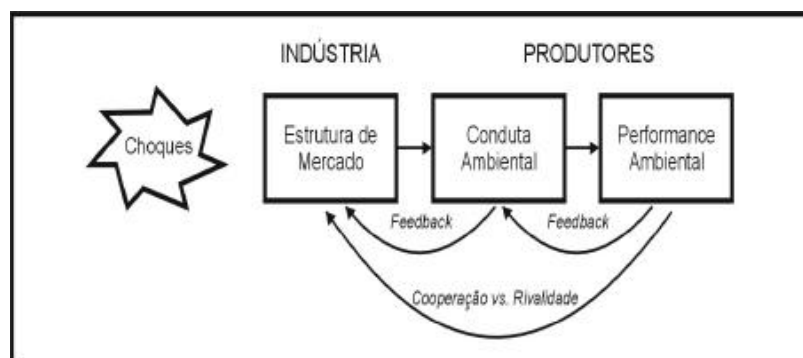 INDÚSTRIA
PRODUTORES
Choques
Estrutura de
Mercado
Conduta
Ambiental
Performance
Ambiental
Feedback
Feedback
Cooperação vs. Rivalidade